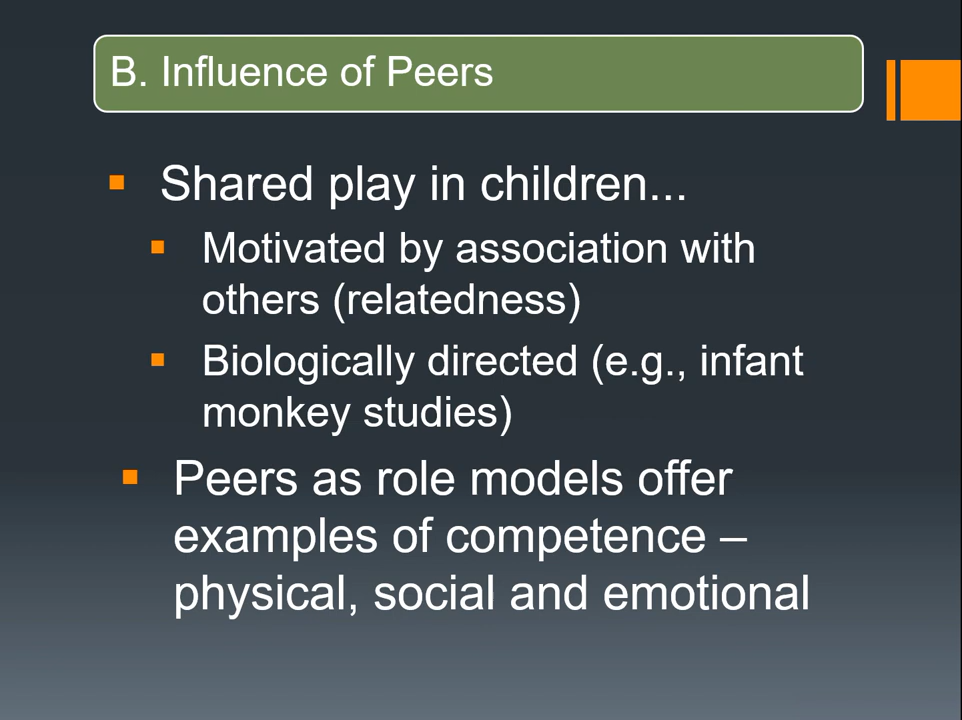 B. Influence of Peers
Shared play in children...
Motivated by association with
others (relatedness)
Biologically directed (e.g., infant
monkey studies)
Peers as role models offer
examples of competence –
physical, social and emotional